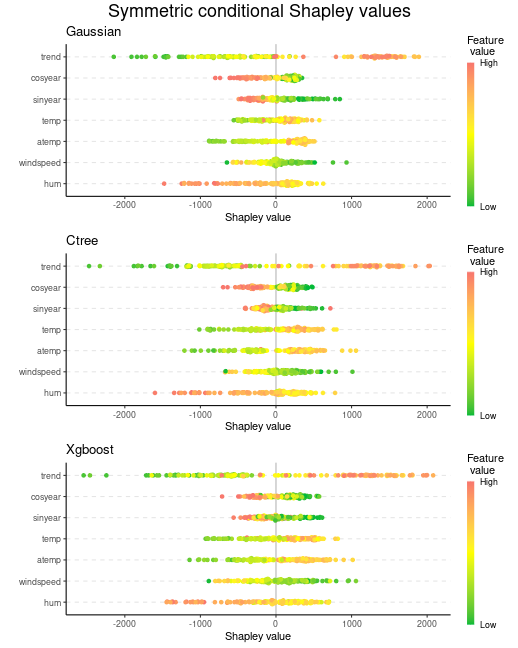 Symmetric conditional Shapley values
Gaussian
trend
cosyear
sinyear
temp
atemp
windspeed
hum
-2000 -1000 0 1000 2000
Shapley value
Feature
value
High
Low
Ctree
trend
cosyear
sinyear
temp
atemp
windspeed
hum
-2000 -1000 0 1000 2000
Shapley value
Feature
value
High
Low
Xgboost
trend
cosyear
sinyear
temp
atemp
windspeed
hum
-2000 -1000 0 1000 2000
Shapley value
Feature
value
High
Low